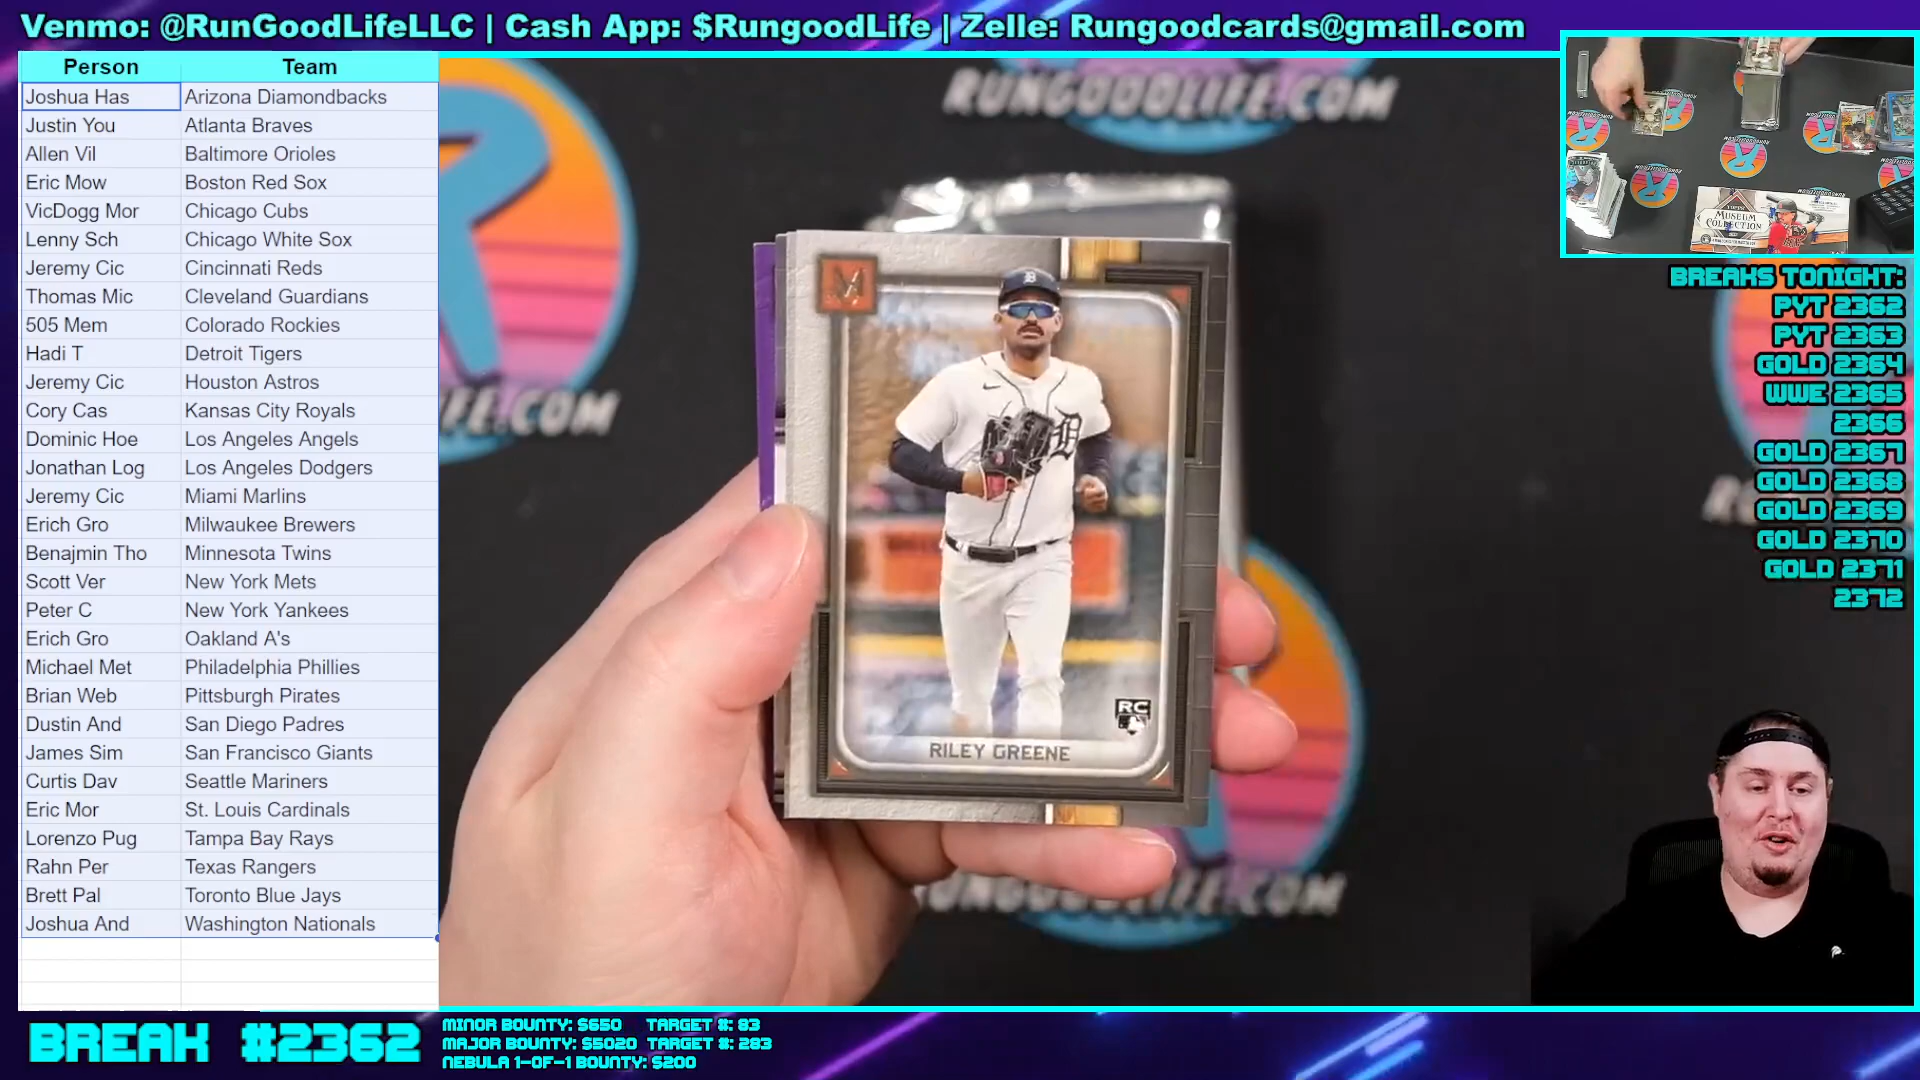 Venmo: @RunGoodLifeLLC | Cash App: $RungoodLife | Zelle: Rungoodcards@gmail.com
Person Team
Joshua Has Arizona Diamondbacks
Justin You Atlanta Braves
Allen Vil Baltimore Orioles
Eric Mow Boston Red Sox
VicDogg Mor Chicago Cubs
Lenny Sch Chicago White Sox
Jeremy Cic Cincinnati Reds
Thomas Mic Cleveland Guardians
505 Mem Colorado Rockies
Hadi T Detroit Tigers
Jeremy Cic Houston Astros
Cory Cas Kansas City Royals
Dominic Hoe Los Angeles Angels
Jonathan Log Los Angeles Dodgers
Jeremy Cic Miami Marlins
Erich Gro Milwaukee Brewers
Benajmin Tho Minnesota Twins
Scott Ver New York Mets
Peter C New York Yankees
Erich Gro Oakland A's
Michael Met Philadelphia Phillies
Brian Web Pittsburgh Pirates
Dustin And San Diego Padres
James Sim San Francisco Giants
Curtis Dav Seattle Mariners
Eric Mor St. Louis Cardinals
Lorenzo Pug Tampa Bay Rays
Rahn Per Texas Rangers
Brett Pal Toronto Blue Jays
Joshua And Washington Nationals
RUNGOODLIFE.COM
FE.COM
M
D
D
RC
RILEY GREENE
RUNGOODLIFE.COM
TOPPS
MUSEUM
COLLECTION
BREAKS TONIGHT:
PYT 2362
PYT 2363
GOLD 2364
WWE 2365
2366
GOLD 2367
GOLD 2368
GOLD 2369
GOLD 2370
GOLD 2371
2372
BREAK #2362
MINOR BOUNTY: $650 TARGET #: 83
MAJOR BOUNTY: $5020 TARGET #: 283
NEBULA 1-OF-1 BOUNTY: $200